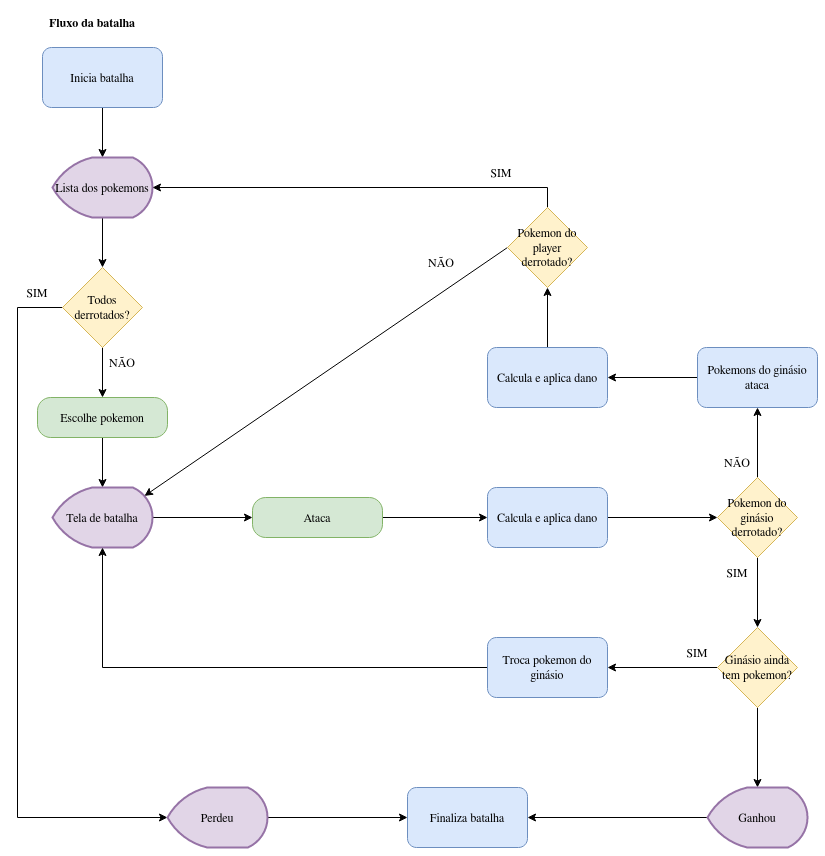 Fluxo da batalha
Inicia batalha
Lista dos pokemons
SIM
Pokemon do
player
derrotado?
NÃO
SIM
Todos
derrotados?
NÃO
Calcula e aplica dano
Pokemons do ginásio
ataca
Escolhe pokemon
NÃO
Tela de batalha
Ataca
Calcula e aplica dano
Pokemon do
ginásio
derrotado?
SIM
SIM
Troca pokemon do
ginásio
Ginásio ainda
tem pokemon?
Perdeu
Finaliza batalha
Ganhou